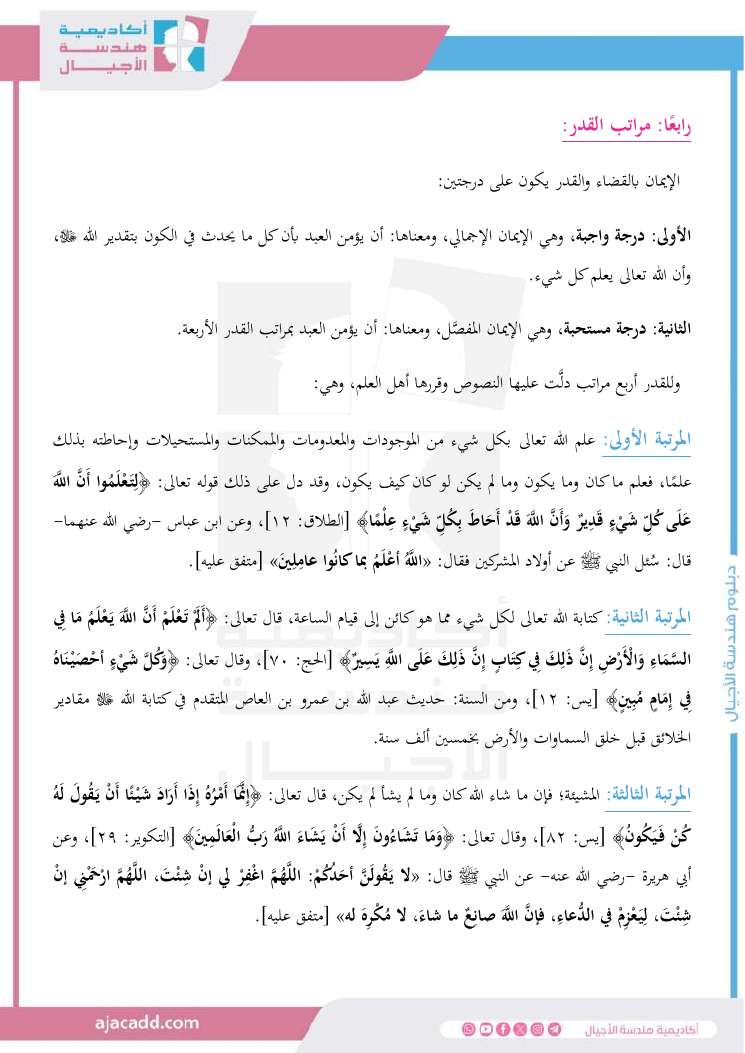 أكاديمية
هندسة
الأجيال
رابعًا: مراتب القدر:
الإيمان بالقضاء والقدر يكون على درجتين:
الأولى: درجة واجبة، وهي الإيمان الإجمالي، ومعناها: أن يؤمن العبد بأن كل ما يحدث في الكون بتقدير الله ﷻ،
وأن الله تعالى يعلم كل شيء.
الثانية: درجة مستحبة، وهي الإيمان المفصَّل، ومعناها: أن يؤمن العبد بمراتب القدر الأربعة.
وللقدر أربع مراتب دلَّت عليها النصوص وقررها أهل العلم، وهي:
المرتبة الأولى: علم الله تعالى بكل شيء من الموجودات والمعدومات والممكنات والمستحيلات وإحاطته بذلك
علمًا، فعلم ما كان وما يكون وما لم يكن لو كان كيف يكون، وقد دل على ذلك قوله تعالى: ﴿لِتَعْلَمُوا أَنَّ اللَّهَ
عَلَى كُلِّ شَيْءٍ قَدِيرٌ وَأَنَّ اللَّهَ قَدْ أَحَاطَ بِكُلِّ شَيْءٍ عِلْمًا﴾ [الطلاق: ١٢]، وعن ابن عباس –رضي الله عنهما–
قال: سُئل النبي ﷺ عن أولاد المشركين فقال: «اللَّهُ أعْلَمُ بما كانُوا عامِلِينَ» [متفق عليه].
المرتبة الثانية: كتابة الله تعالى لكل شيء مما هو كائن إلى قيام الساعة، قال تعالى: ﴿أَلَمْ تَعْلَمْ أَنَّ اللَّهَ يَعْلَمُ مَا فِي
السَّمَاءِ وَالْأَرْضِ إِنَّ ذَلِكَ فِي كِتَابٍ إِنَّ ذَلِكَ عَلَى اللَّهِ يَسِيرٌ﴾ [الحج: ٧٠]، وقال تعالى: ﴿وَكُلَّ شَيْءٍ أحْصَيْنَاهُ
فِي إِمَامٍ مُبِينٍ﴾ [يس: ١٢]، ومن السنة: حديث عبد الله بن عمرو بن العاص المتقدم في كتابة الله ﷻ مقادير
الخلائق قبل خلق السماوات والأرض بخمسين ألف سنة.
المرتبة الثالثة: المشيئة؛ فإن ما شاء الله كان وما لم يشأ لم يكن، قال تعالى: ﴿إِنَّمَا أَمْرُهُ إِذَا أَرَادَ شَيْئًا أَنْ يَقُولَ لَهُ
كُنْ فَيَكُونُ﴾ [يس: ٨٢]، وقال تعالى: ﴿وَمَا تَشَاءُونَ إِلَّا أَنْ يَشَاءَ اللَّهُ رَبُّ الْعَالَمِينَ﴾ [التكوير: ٢٩]، وعن
أبي هريرة –رضي الله عنه– عن النبي ﷺ قال: «لا يَقُولَنَّ أحَدُكُمْ: اللَّهُمَّ اغْفِرْ لي إنْ شِئْتَ، اللَّهُمَّ ارْحَمْنِي إنْ
شِئْتَ، لِيَعْزِمْ في الدُّعاءِ، فإنَّ اللَّهَ صانِعٌ ما شاءَ، لا مُكْرِهَ له» [متفق عليه].
دبلوم هندسة الأجيال
أكاديمية
هندسة
الأجيال
أكاديمية هندسة الأجيال
ajacadd.com